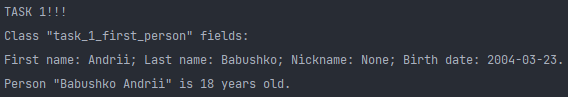 TASK 1!!!
Class "task_1_first_person" fields:
First name: Andrii; Last name: Babushko; Nickname: None; Birth date: 2004-03-23.
Person "Babushko Andrii" is 18 years old.